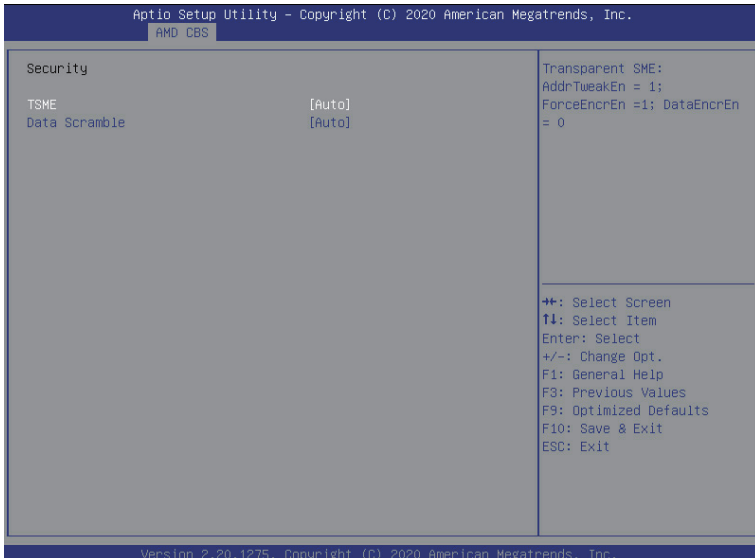 Aptio Setup Utility – Copyright (C) 2020 American Megatrends, Inc.
AMD CBS
Security
TSME [Auto]
Data Scramble [Auto]
Transparent SME:
AddrTweakEn = 1;
ForceEncrEn =1; DataEncrEn
= 0
→←: Select Screen
↑↓: Select Item
Enter: Select
+/-: Change Opt.
F1: General Help
F3: Previous Values
F9: Optimized Defaults
F10: Save & Exit
ESC: Exit
Version 2.20.1275. Copyright (C) 2020 American Megatrends, Inc.